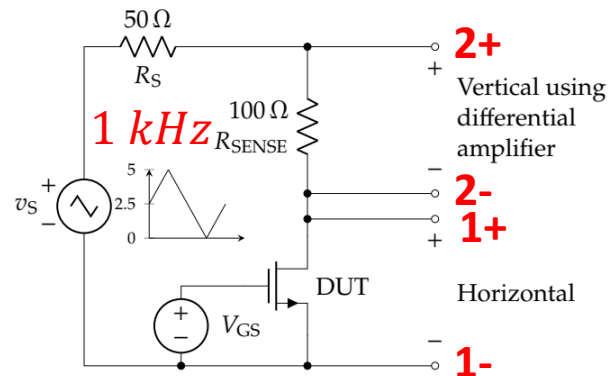 50 Ω
R_S
2+
+
100 Ω
R_SENSE
Vertical using
differential
amplifier
1 kHz
−
2-
1+
+
5
2.5
0
+
v_S
−
DUT
Horizontal
+
−
V_GS
−
1-